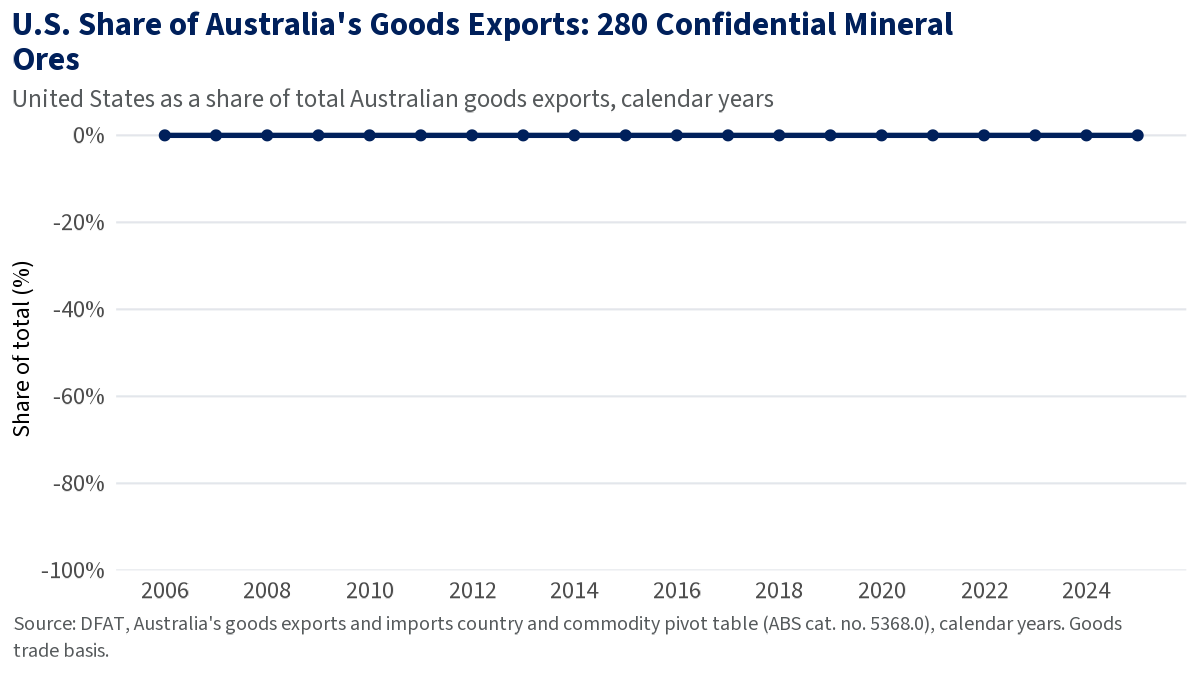 U.S. Share of Australia's Goods Exports: 280 Confidential Mineral
Ores
United States as a share of total Australian goods exports, calendar years
Share of total (%)
0%
-20%
-40%
-60%
-80%
-100%
2006 2008 2010 2012 2014 2016 2018 2020 2022 2024
Source: DFAT, Australia's goods exports and imports country and commodity pivot table (ABS cat. no. 5368.0), calendar years. Goods
trade basis.